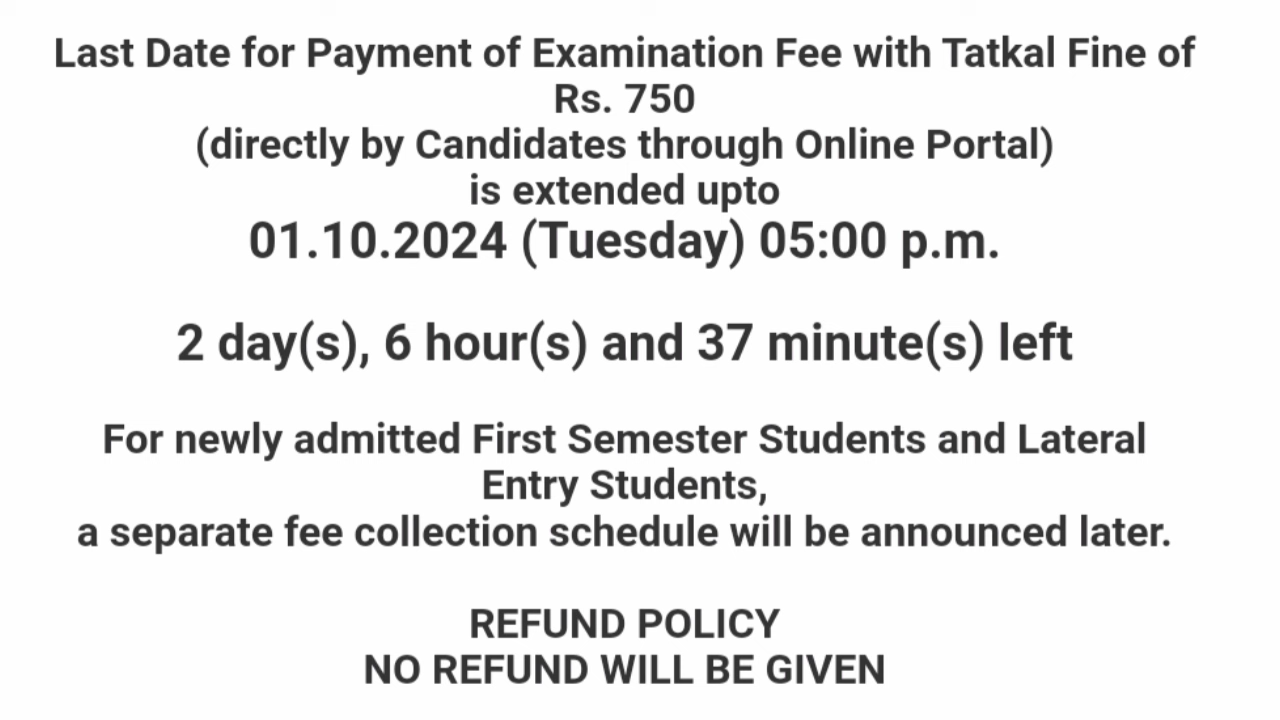 Last Date for Payment of Examination Fee with Tatkal Fine of
Rs. 750
(directly by Candidates through Online Portal)
is extended upto
01.10.2024 (Tuesday) 05:00 p.m.
2 day(s), 6 hour(s) and 37 minute(s) left
For newly admitted First Semester Students and Lateral
Entry Students,
a separate fee collection schedule will be announced later.
REFUND POLICY
NO REFUND WILL BE GIVEN